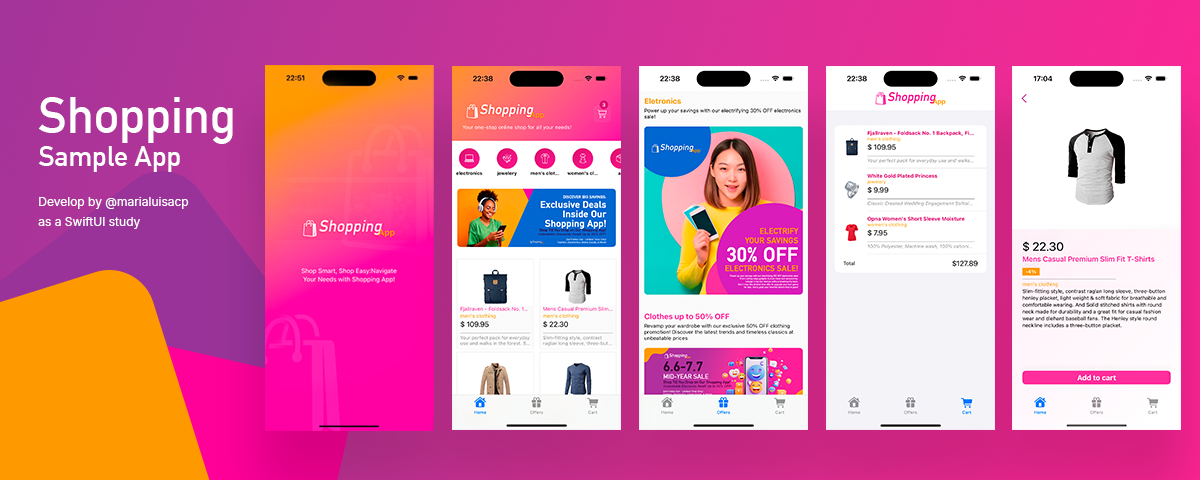 Shopping
Sample App
Develop by @marialuisacp
as a SwiftUI study
22:51
Shopping
App
Shop Smart, Shop Easy:Navigate
Your Needs with Shopping App!
22:38
Shopping
App
3
Your one-stop online shop for all your needs!
electronics
jewelery
men's clot...
women's cl...
DISCOVER BIG SAVINGS:
Exclusive Deals
Inside Our
Shopping App!
Fjallraven - Foldsack No. 1...
men's clothing
$ 109.95
Your perfect pack for everyday
use and walks in the forest. S...
Mens Casual Premium Slim...
men's clothing
$ 22.30
Slim-fitting style, contrast
raglan long sleeve, three-but...
Home
Offers
Cart
22:38
Eletronics
Power up your savings with our electrifying 30% OFF electronics
sale!
Shopping
App
ELECTRIFY
YOUR SAVINGS
30% OFF
ELECTRONICS SALE!
Clothes up to 50% OFF
Revamp your wardrobe with our exclusive 50% OFF clothing
promotion! Discover the latest trends and timeless classics at
unbeatable prices
Shopping
6.6-7.7
MID-YEAR SALE
Home
Offers
Cart
22:38
Shopping
App
Fjallraven - Foldsack No. 1 Backpack, Fi...
men's clothing
$ 109.95
Your perfect pack for everyday use and walks...
White Gold Plated Princess
jewelery
$ 9.99
Classic Created Wedding Engagement Solitai...
Opna Women's Short Sleeve Moisture
women's clothing
$ 7.95
100% Polyester, Machine wash, 100% cationi...
Total
$127.89
Home
Offers
Cart
17:04
$ 22.30
Mens Casual Premium Slim Fit T-Shirts
-4%
men's clothing
Slim-fitting style, contrast raglan long sleeve, three-button
henley placket, light weight & soft fabric for breathable and
comfortable wearing. And Solid stitched shirts with round
neck made for durability and a great fit for casual fashion
wear and diehard baseball fans. The Henley style round
neckline includes a three-button placket.
Add to cart
Home
Offers
Cart